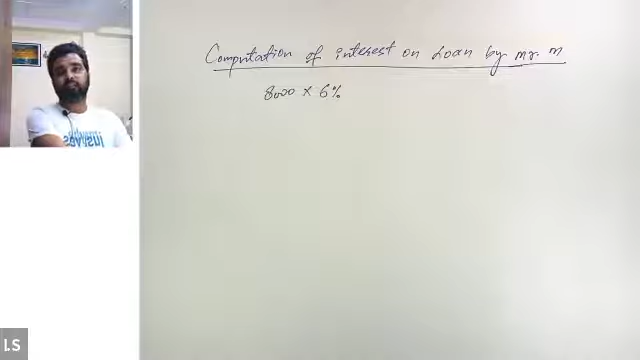 Computation of interest on Loan by Mr. M
8000 × 6%
I.S